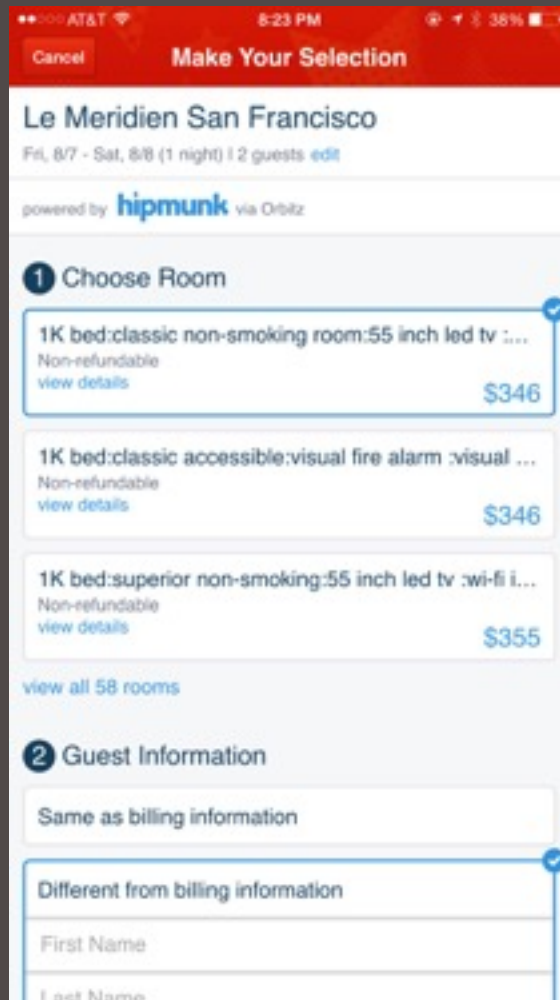 AT&T 8:23 PM 38%
Cancel Make Your Selection
Le Meridien San Francisco
Fri, 8/7 - Sat, 8/8 (1 night) | 2 guests edit
powered by hipmunk via Orbitz
1 Choose Room
1K bed:classic non-smoking room:55 inch led tv :...
Non-refundable
view details
$346
1K bed:classic accessible:visual fire alarm :visual ...
Non-refundable
view details
$346
1K bed:superior non-smoking:55 inch led tv :wi-fi i...
Non-refundable
view details
$355
view all 58 rooms
2 Guest Information
Same as billing information
Different from billing information
First Name
Last Name